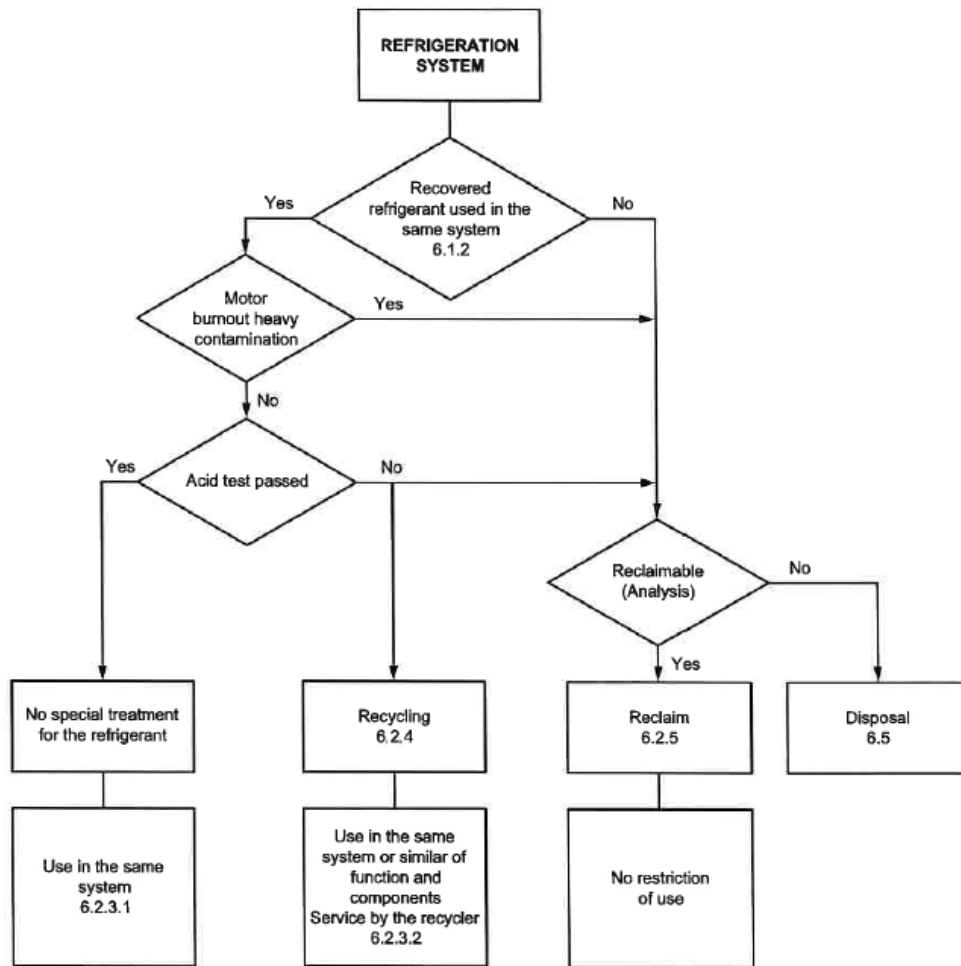 REFRIGERATION
SYSTEM
Recovered
refrigerant used in the
same system
6.1.2
Yes
No
Motor
burnout heavy
contamination
Yes
No
Acid test passed
Yes
No
Reclaimable
(Analysis)
No
Yes
No special treatment
for the refrigerant
Recycling
6.2.4
Reclaim
6.2.5
Disposal
6.5
Use in the same
system
6.2.3.1
Use in the same
system or similar of
function and
components
Service by the recycler
6.2.3.2
No restriction
of use